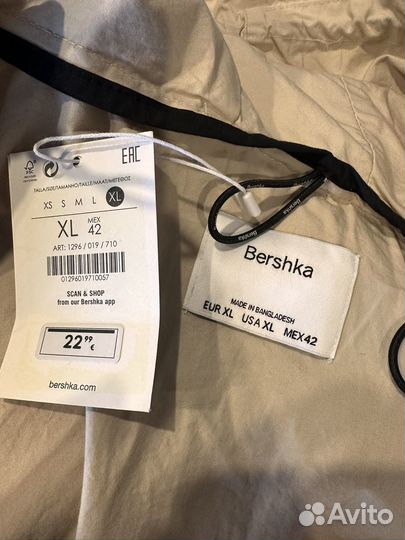 FSC
EAC
TALLA/SIZE/TAMANHO/TAILLE/MAAT/ΜΕΓΕΘΟΣ
XS S M L XL
XL MEX 42
ART: 1296 / 019 / 710
01296019710057
SCAN & SHOP
from our Bershka app
22 99 €
bershka.com
Bershka
Bershka
MADE IN BANGLADESH
EUR XL USA XL MEX 42
Avito